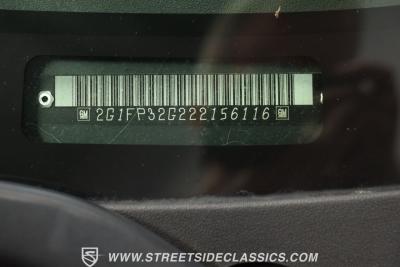 GM 2G1FP32G222156116 GM
WWW.STREETSIDECLASSICS.COM